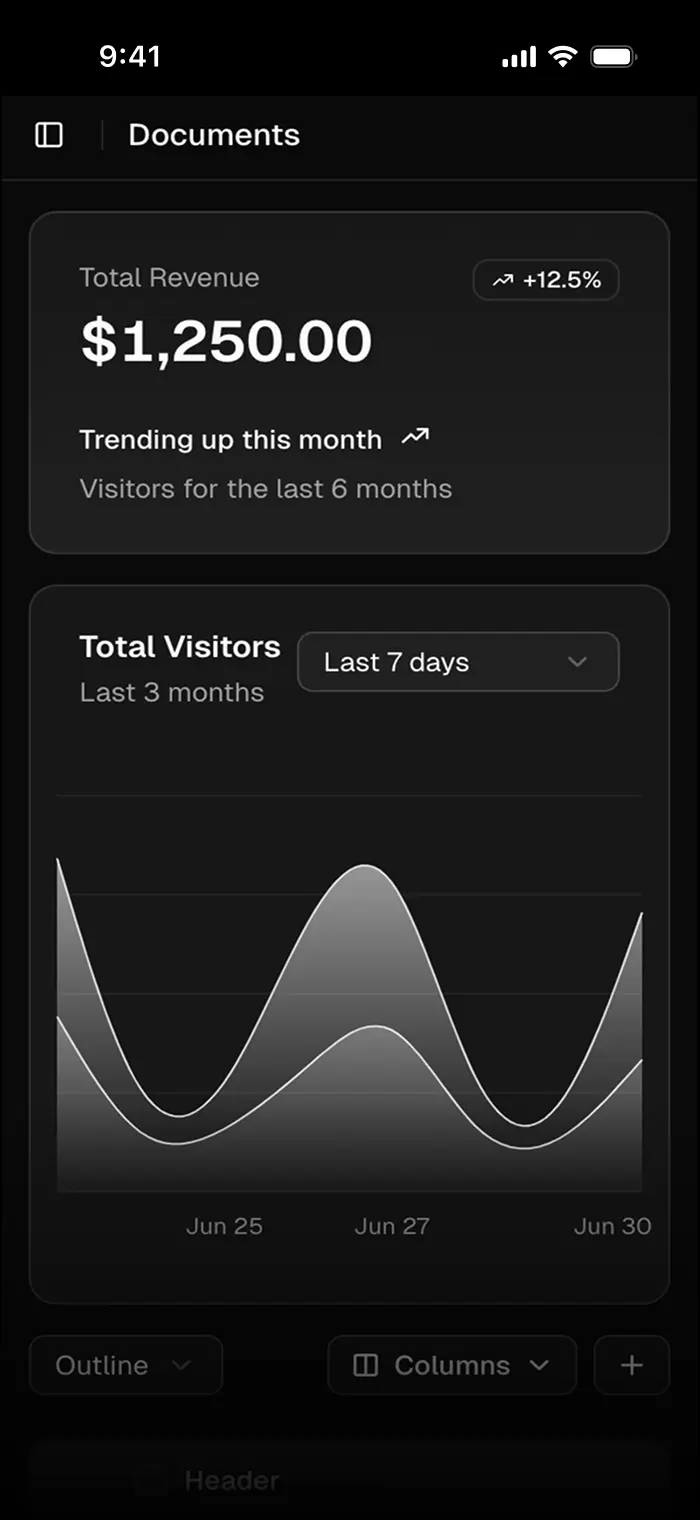 9:41
Documents
Total Revenue
+12.5%
$1,250.00
Trending up this month
Visitors for the last 6 months
Total Visitors
Last 7 days
Last 3 months
Jun 25 Jun 27 Jun 30
Outline
Columns
Header